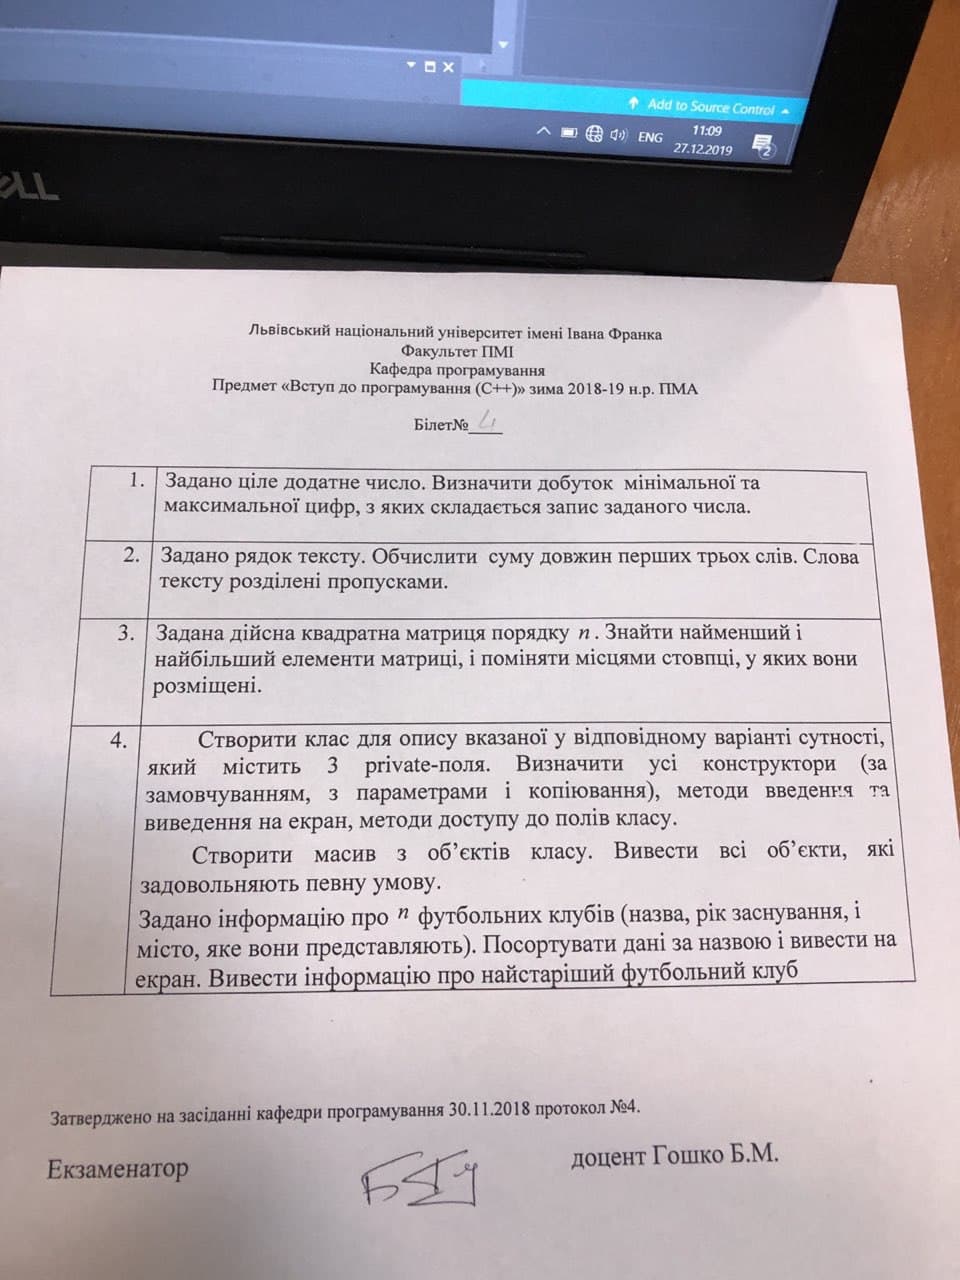 Add to Source Control
ENG
11:09
27.12.2019
2
DELL
Львівський національний університет імені Івана Франка
Факультет ПМІ
Кафедра програмування
Предмет «Вступ до програмування (C++)» зима 2018-19 н.р. ПМА
Білет№ 4
1. Задано ціле додатне число. Визначити добуток мінімальної та
максимальної цифр, з яких складається запис заданого числа.
2. Задано рядок тексту. Обчислити суму довжин перших трьох слів. Слова
тексту розділені пропусками.
3. Задана дійсна квадратна матриця порядку n . Знайти найменший і
найбільший елементи матриці, і поміняти місцями стовпці, у яких вони
розміщені.
4. Створити клас для опису вказаної у відповідному варіанті сутності,
який містить 3 private-поля. Визначити усі конструктори (за
замовчуванням, з параметрами і копіювання), методи введення та
виведення на екран, методи доступу до полів класу.
Створити масив з об’єктів класу. Вивести всі об’єкти, які
задовольняють певну умову.
Задано інформацію про n футбольних клубів (назва, рік заснування, і
місто, яке вони представляють). Посортувати дані за назвою і вивести на
екран. Вивести інформацію про найстаріший футбольний клуб
Затверджено на засіданні кафедри програмування 30.11.2018 протокол №4.
Екзаменатор доцент Гошко Б.М.